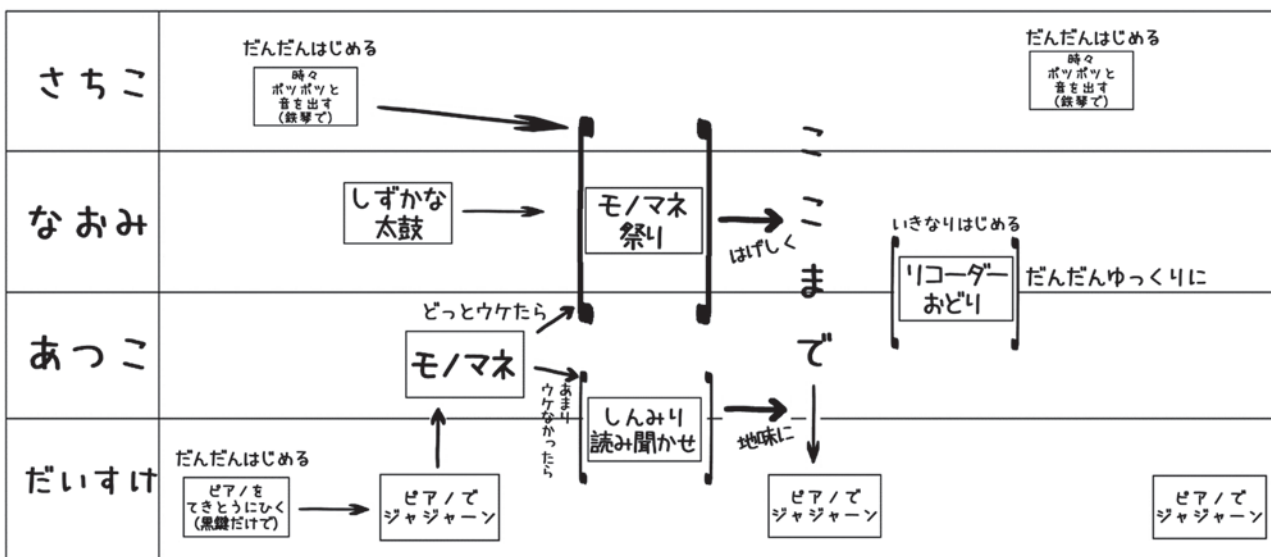 さちこ
だんだんはじめる
時々
ポツポツと
音を出す
(鉄琴で)
だんだんはじめる
時々
ポツポツと
音を出す
(鉄琴で)
なおみ
しずかな
太鼓
モノマネ
祭り
はげしく
ここまで
いきなりはじめる
リコーダー
おどり
だんだんゆっくりに
あつこ
モノマネ
どっとウケたら
あまり
ウケなかったら
しんみり
読み聞かせ
地味に
だいすけ
だんだんはじめる
ピアノを
てきとうにひく
(黒鍵だけで)
ピアノで
ジャジャーン
ピアノで
ジャジャーン
ピアノで
ジャジャーン